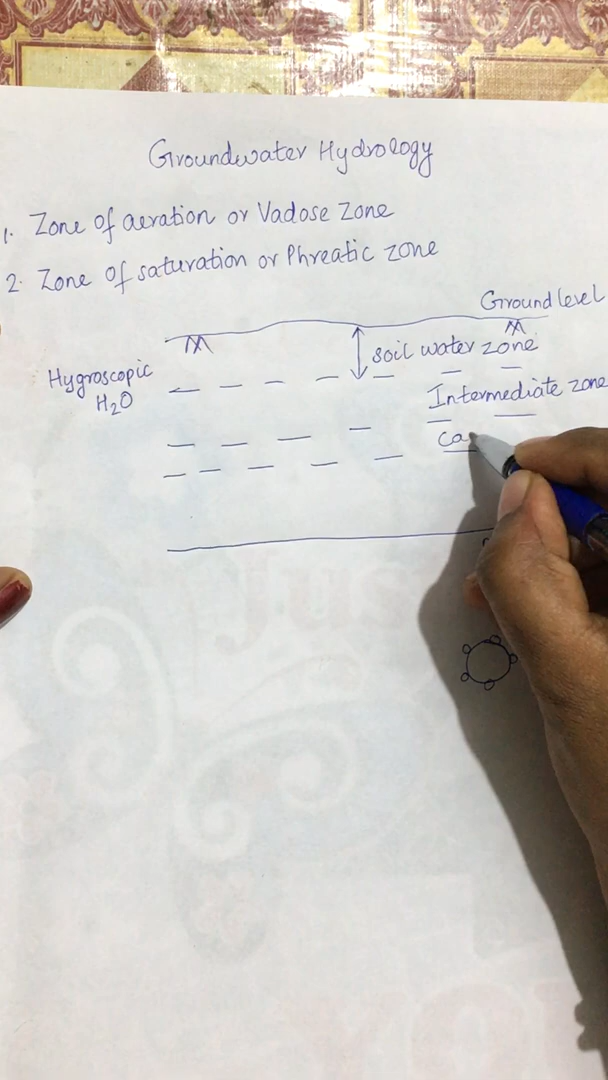 Groundwater Hydrology
1. Zone of aeration or Vadose Zone
2. Zone of saturation or Phreatic zone
Ground level
soil water zone
Hygroscopic
H2O
Intermediate zone
Ca